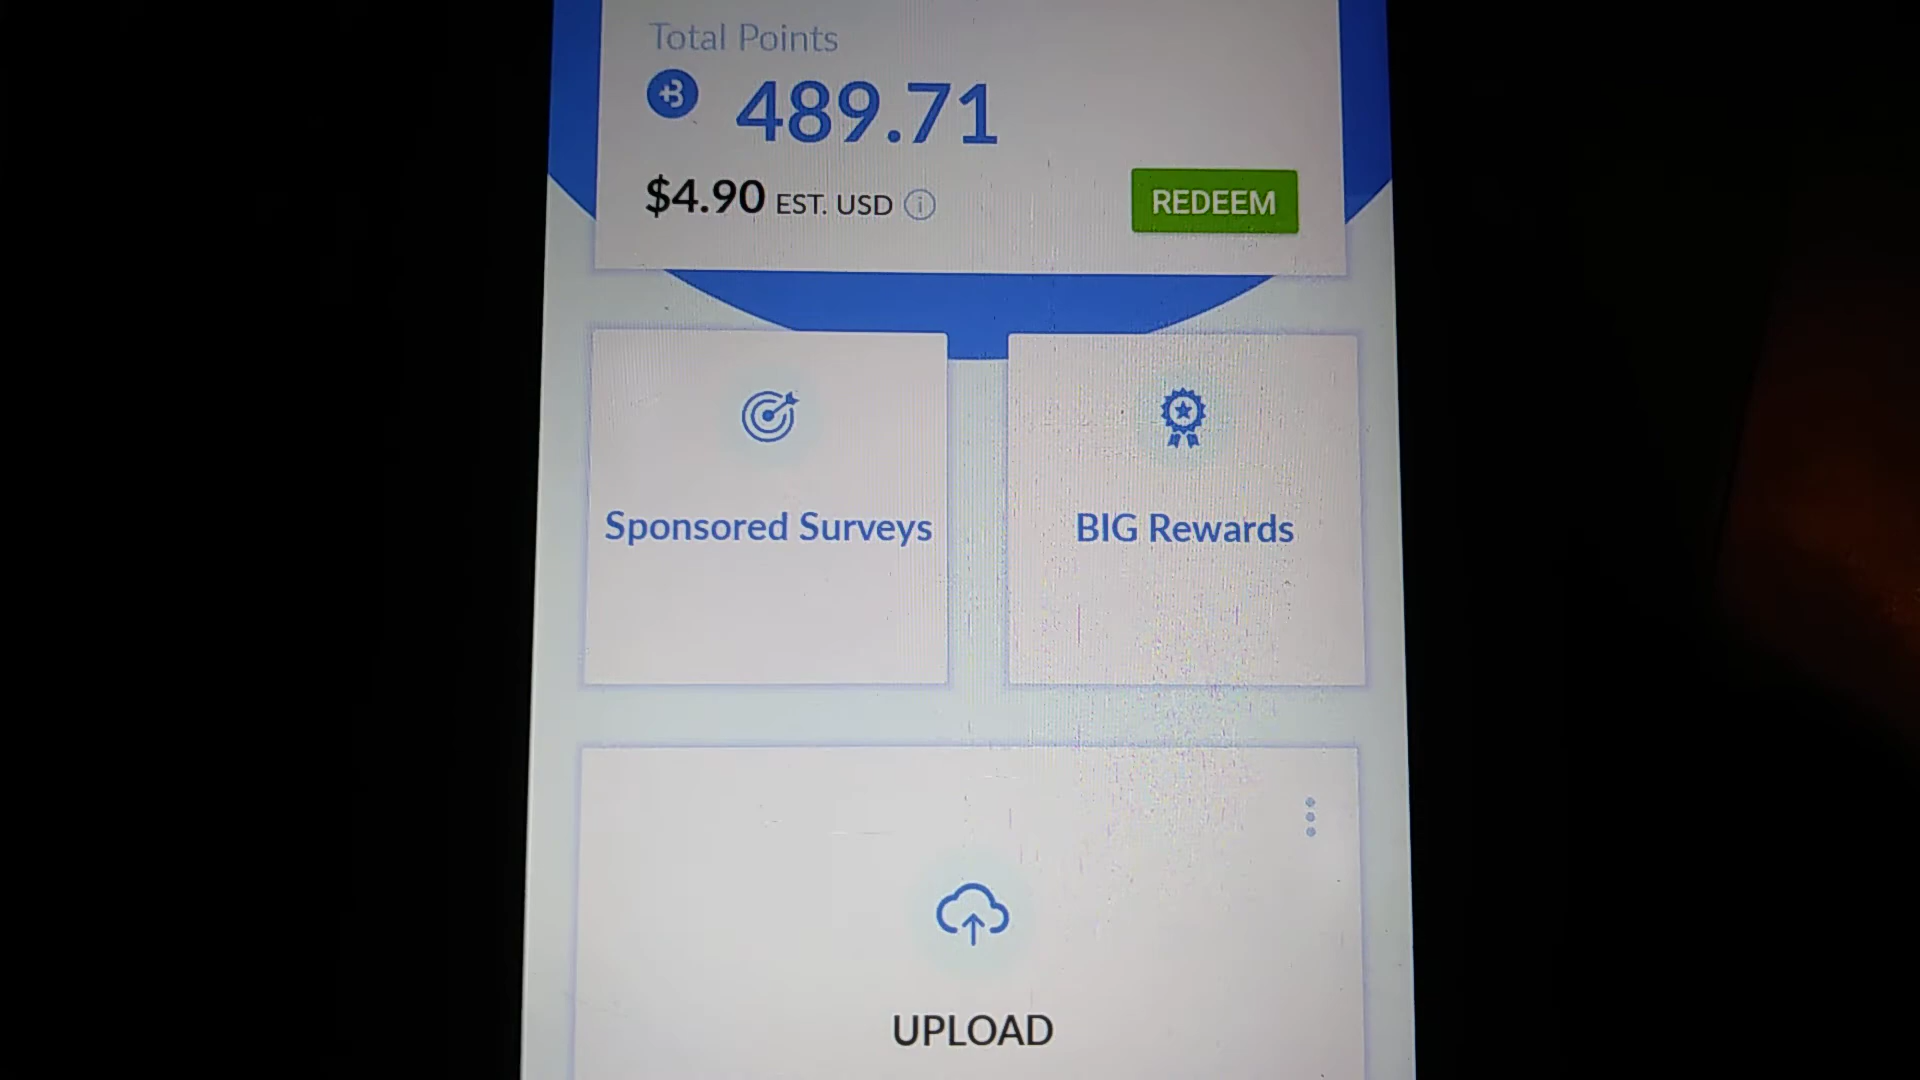 Total Points
489.71
$4.90 EST. USD
REDEEM
Sponsored Surveys
BIG Rewards
UPLOAD